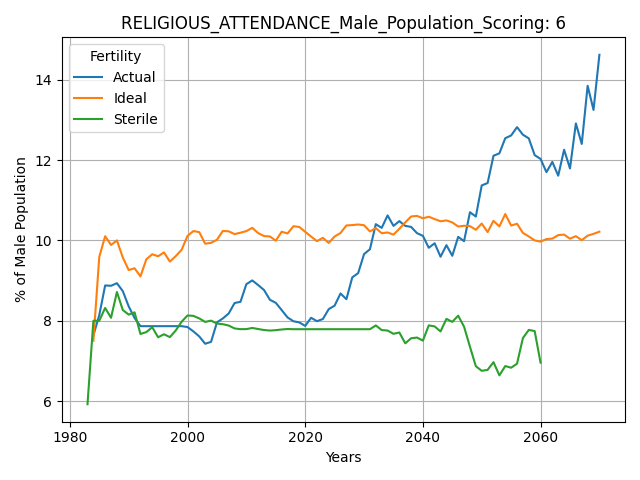 RELIGIOUS_ATTENDANCE_Male_Population_Scoring: 6
Fertility
Actual
Ideal
Sterile
% of Male Population
14
12
10
8
6
1980
2000
2020
2040
2060
Years